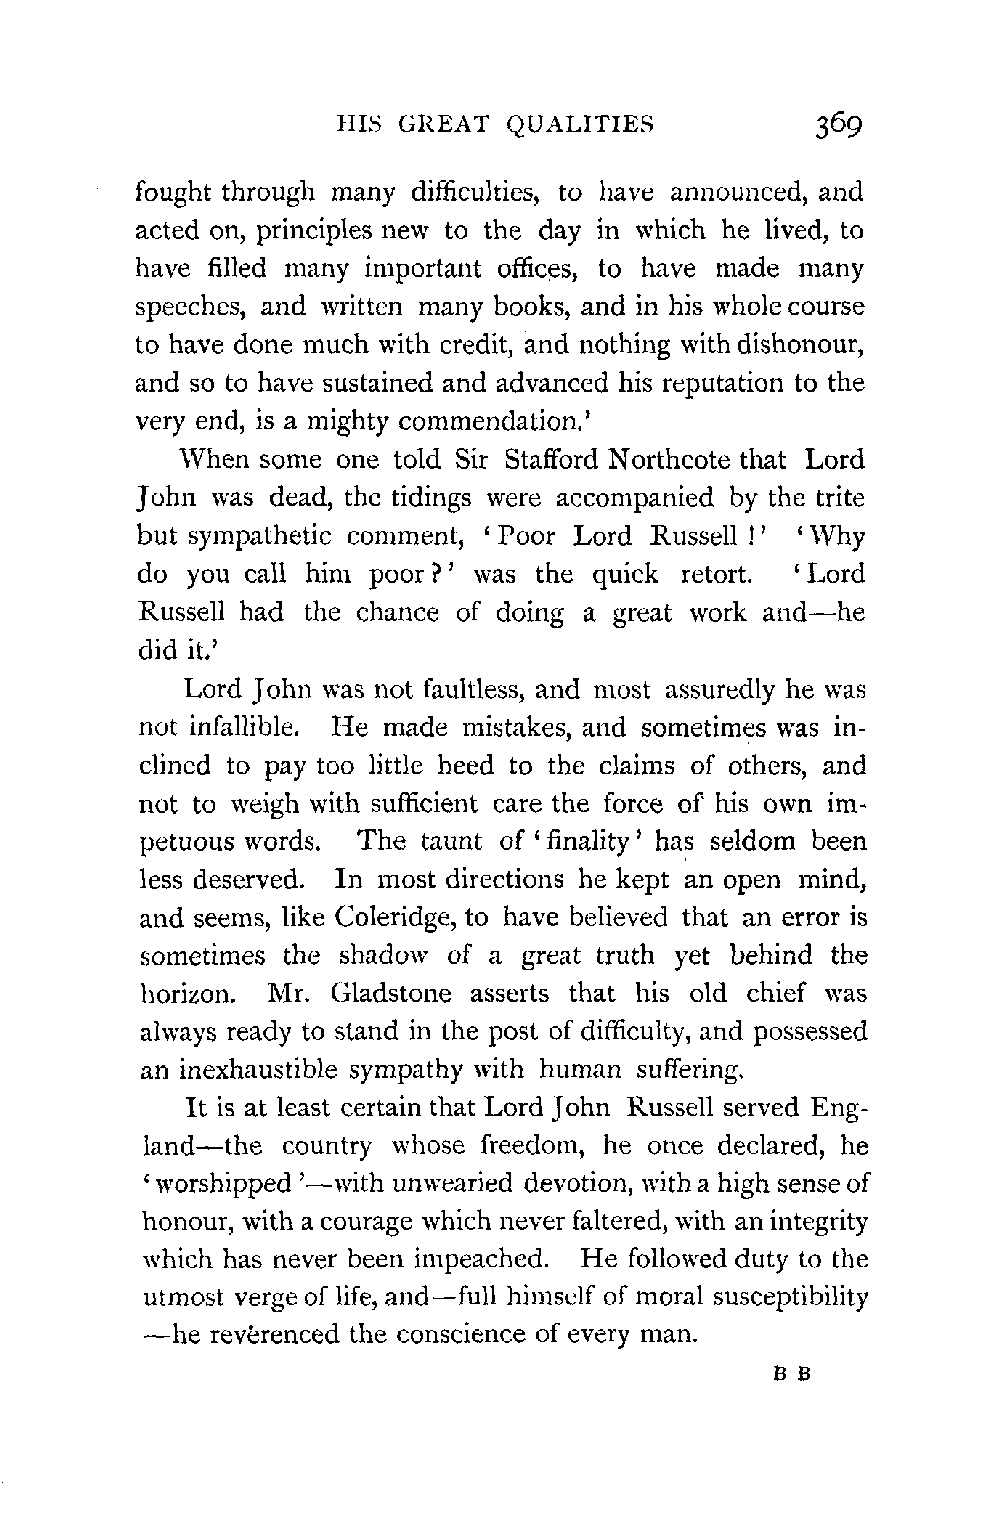 HIS GREAT QUALITIES 369
fought through many difficulties, to have announced, and
acted on, principles new to the day in which he lived, to
have filled many important offices, to have made many
speeches, and written many books, and in his whole course
to have done much with credit, and nothing with dishonour,
and so to have sustained and advanced his reputation to the
very end, is a mighty commendation.'
When some one told Sir Stafford Northcote that Lord
John was dead, the tidings were accompanied by the trite
but sympathetic comment, 'Poor Lord Russell!' 'Why
do you call him poor?' was the quick retort. 'Lord
Russell had the chance of doing a great work and—he
did it.'
Lord John was not faultless, and most assuredly he was
not infallible. He made mistakes, and sometimes was in-
clined to pay too little heed to the claims of others, and
not to weigh with sufficient care the force of his own im-
petuous words. The taunt of 'finality' has seldom been
less deserved. In most directions he kept an open mind,
and seems, like Coleridge, to have believed that an error is
sometimes the shadow of a great truth yet behind the
horizon. Mr. Gladstone asserts that his old chief was
always ready to stand in the post of difficulty, and possessed
an inexhaustible sympathy with human suffering.
It is at least certain that Lord John Russell served Eng-
land—the country whose freedom, he once declared, he
'worshipped'—with unwearied devotion, with a high sense of
honour, with a courage which never faltered, with an integrity
which has never been impeached. He followed duty to the
utmost verge of life, and—full himself of moral susceptibility
—he reverenced the conscience of every man.
B B